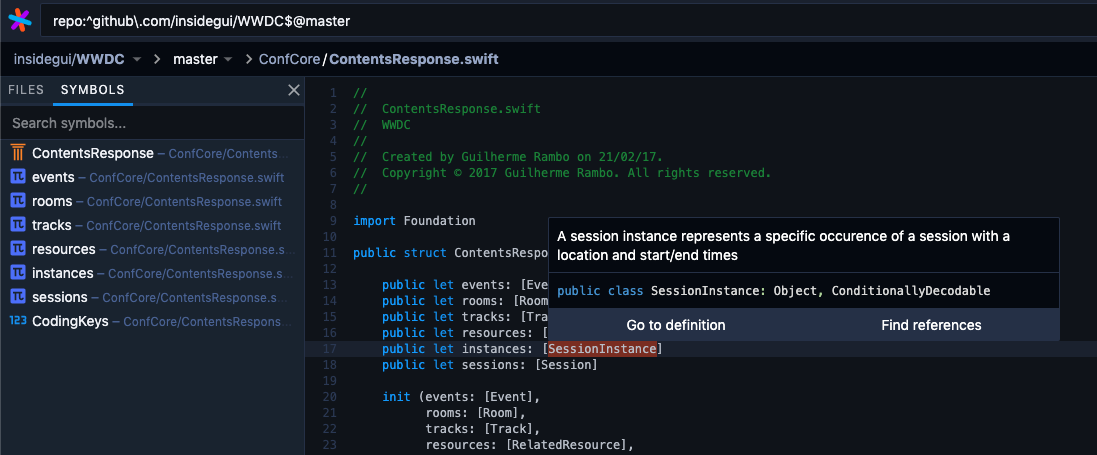 repo:^github\.com/insidegui/WWDC$@master
insidegui/WWDC > master > ConfCore/ContentsResponse.swift
FILES SYMBOLS
Search symbols...
ContentsResponse – ConfCore/Contents...
events – ConfCore/ContentsResponse.swift
rooms – ConfCore/ContentsResponse.swift
tracks – ConfCore/ContentsResponse.swift
resources – ConfCore/ContentsResponse.s...
instances – ConfCore/ContentsResponse.s...
sessions – ConfCore/ContentsResponse.s...
123 CodingKeys – ConfCore/ContentsRespons...
1 //
2 // ContentsResponse.swift
3 // WWDC
4 //
5 // Created by Guilherme Rambo on 21/02/17.
6 // Copyright © 2017 Guilherme Rambo. All rights reserved.
7 //
8
9 import Foundation
10
11 public struct ContentsRespo
12
13 public let events: [Eve
14 public let rooms: [Room
15 public let tracks: [Tra
16 public let resources: [
17 public let instances: [SessionInstance]
18 public let sessions: [Session]
19
20 init (events: [Event],
21 rooms: [Room],
22 tracks: [Track],
23 resources: [RelatedResource],
A session instance represents a specific occurence of a session with a
location and start/end times
public class SessionInstance: Object, ConditionallyDecodable
Go to definition Find references